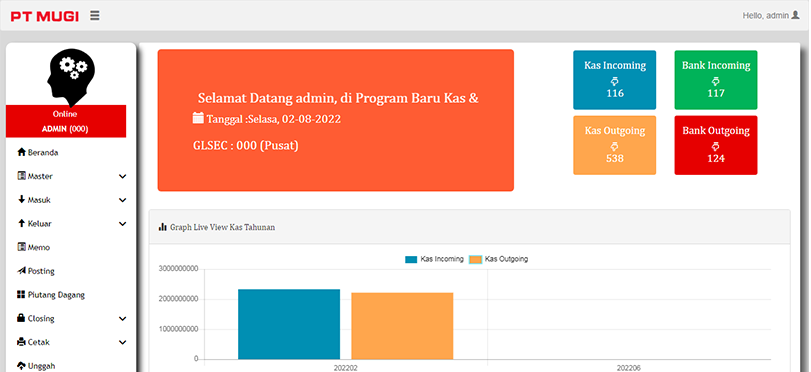 PT MUGI
Hello, admin
Online
ADMIN (000)
Beranda
Master
Masuk
Keluar
Memo
Posting
Piutang Dagang
Closing
Cetak
Unggah
Selamat Datang admin, di Program Baru Kas &
Tanggal :Selasa, 02-08-2022
GLSEC : 000 (Pusat)
Kas Incoming
116
Bank Incoming
117
Kas Outgoing
538
Bank Outgoing
124
Graph Live View Kas Tahunan
Kas Incoming Kas Outgoing
3000000000
2000000000
1000000000
0
202202 202206